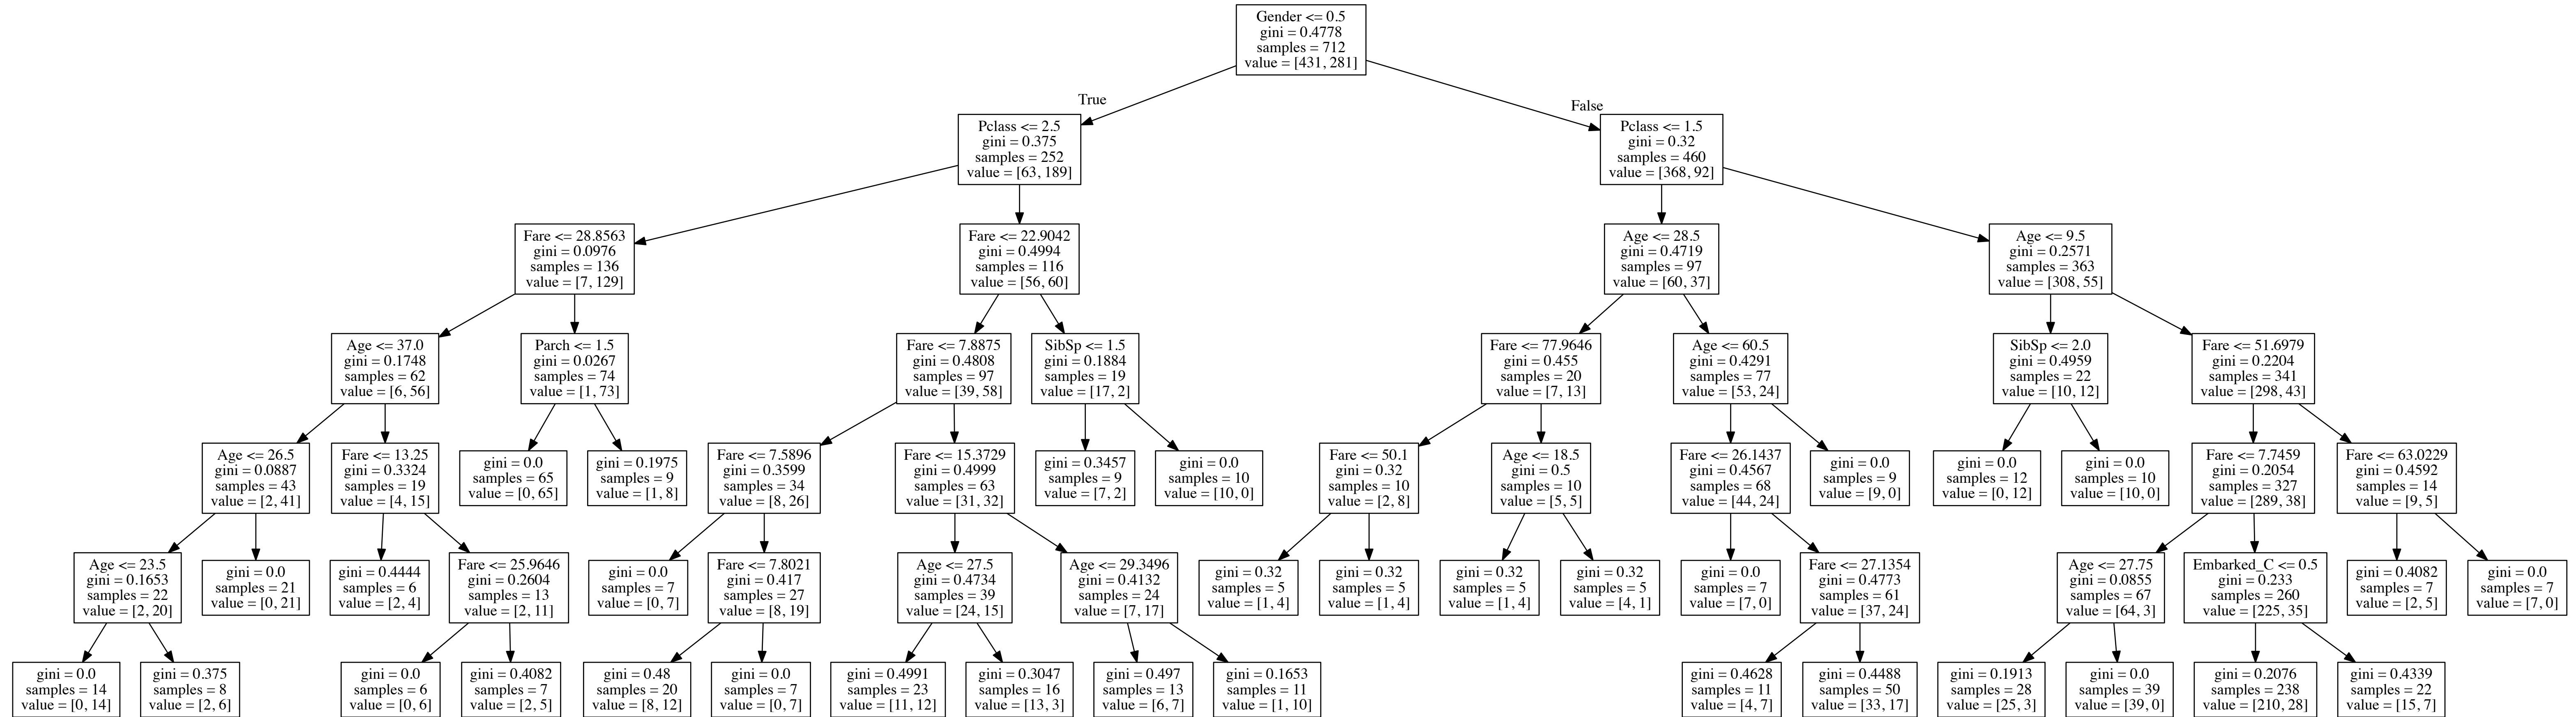 Gender <= 0.5
gini = 0.4778
samples = 712
value = [431, 281]
True
False
Pclass <= 2.5
gini = 0.375
samples = 252
value = [63, 189]
Pclass <= 1.5
gini = 0.32
samples = 460
value = [368, 92]
Fare <= 28.8563
gini = 0.0976
samples = 136
value = [7, 129]
Fare <= 22.9042
gini = 0.4994
samples = 116
value = [56, 60]
Age <= 28.5
gini = 0.4719
samples = 97
value = [60, 37]
Age <= 9.5
gini = 0.2571
samples = 363
value = [308, 55]
Age <= 37.0
gini = 0.1748
samples = 62
value = [6, 56]
Parch <= 1.5
gini = 0.0267
samples = 74
value = [1, 73]
Fare <= 7.8875
gini = 0.4808
samples = 97
value = [39, 58]
SibSp <= 1.5
gini = 0.1884
samples = 19
value = [17, 2]
Fare <= 77.9646
gini = 0.455
samples = 20
value = [7, 13]
Age <= 60.5
gini = 0.4291
samples = 77
value = [53, 24]
SibSp <= 2.0
gini = 0.4959
samples = 22
value = [10, 12]
Fare <= 51.6979
gini = 0.2204
samples = 341
value = [298, 43]
Age <= 26.5
gini = 0.0887
samples = 43
value = [2, 41]
Fare <= 13.25
gini = 0.3324
samples = 19
value = [4, 15]
gini = 0.0
samples = 65
value = [0, 65]
gini = 0.1975
samples = 9
value = [1, 8]
Fare <= 7.5896
gini = 0.3599
samples = 34
value = [8, 26]
Fare <= 15.3729
gini = 0.4999
samples = 63
value = [31, 32]
gini = 0.3457
samples = 9
value = [7, 2]
gini = 0.0
samples = 10
value = [10, 0]
Fare <= 50.1
gini = 0.32
samples = 10
value = [2, 8]
Age <= 18.5
gini = 0.5
samples = 10
value = [5, 5]
Fare <= 26.1437
gini = 0.4567
samples = 68
value = [44, 24]
gini = 0.0
samples = 9
value = [9, 0]
gini = 0.0
samples = 12
value = [0, 12]
gini = 0.0
samples = 10
value = [10, 0]
Fare <= 7.7459
gini = 0.2054
samples = 327
value = [289, 38]
Fare <= 63.0229
gini = 0.4592
samples = 14
value = [9, 5]
Age <= 23.5
gini = 0.1653
samples = 22
value = [2, 20]
gini = 0.0
samples = 21
value = [0, 21]
gini = 0.4444
samples = 6
value = [2, 4]
Fare <= 25.9646
gini = 0.2604
samples = 13
value = [2, 11]
gini = 0.0
samples = 7
value = [0, 7]
Fare <= 7.8021
gini = 0.417
samples = 27
value = [8, 19]
Age <= 27.5
gini = 0.4734
samples = 39
value = [24, 15]
Age <= 29.3496
gini = 0.4132
samples = 24
value = [7, 17]
gini = 0.32
samples = 5
value = [1, 4]
gini = 0.32
samples = 5
value = [1, 4]
gini = 0.32
samples = 5
value = [1, 4]
gini = 0.32
samples = 5
value = [4, 1]
gini = 0.0
samples = 7
value = [7, 0]
Fare <= 27.1354
gini = 0.4773
samples = 61
value = [37, 24]
Age <= 27.75
gini = 0.0855
samples = 67
value = [64, 3]
Embarked_C <= 0.5
gini = 0.233
samples = 260
value = [225, 35]
gini = 0.4082
samples = 7
value = [2, 5]
gini = 0.0
samples = 7
value = [7, 0]
gini = 0.0
samples = 14
value = [0, 14]
gini = 0.375
samples = 8
value = [2, 6]
gini = 0.0
samples = 6
value = [0, 6]
gini = 0.4082
samples = 7
value = [2, 5]
gini = 0.48
samples = 20
value = [8, 12]
gini = 0.0
samples = 7
value = [0, 7]
gini = 0.4991
samples = 23
value = [11, 12]
gini = 0.3047
samples = 16
value = [13, 3]
gini = 0.497
samples = 13
value = [6, 7]
gini = 0.1653
samples = 11
value = [1, 10]
gini = 0.4628
samples = 11
value = [4, 7]
gini = 0.4488
samples = 50
value = [33, 17]
gini = 0.1913
samples = 28
value = [25, 3]
gini = 0.0
samples = 39
value = [39, 0]
gini = 0.2076
samples = 238
value = [210, 28]
gini = 0.4339
samples = 22
value = [15, 7]